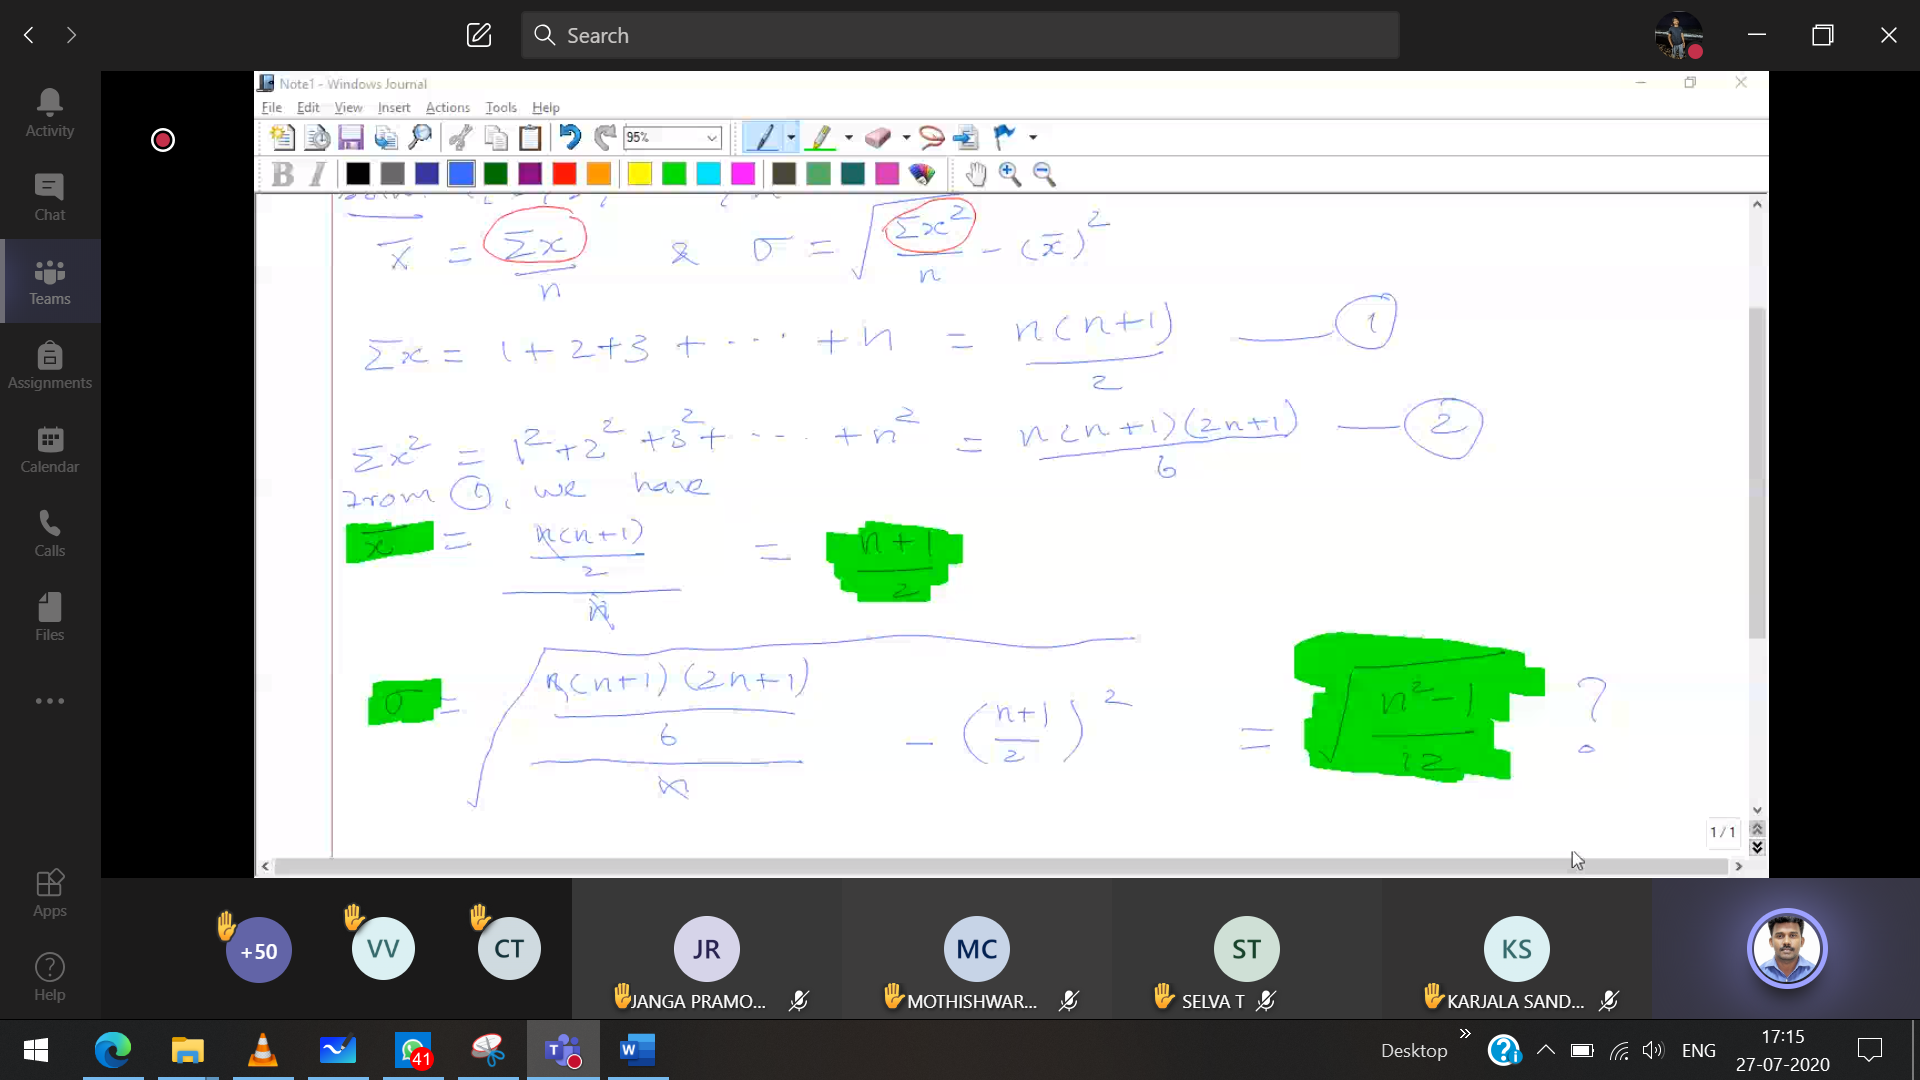 Search
Note1 - Windows Journal
File Edit View Insert Actions Tools Help
95%
B I
x̄ = Σx/n & σ = √(Σx²/n - (x̄)²)
Σx = 1+2+3 + ... + n = n(n+1)/2 — ①
Σx² = 1²+2²+3²+ ... + n² = n(n+1)(2n+1)/6 — ②
From ①, we have
x̄ = (n(n+1)/2)/n = (n+1)/2
σ = √((n(n+1)(2n+1)/6)/n - ((n+1)/2)²) = √((n²-1)/12) ?
1 / 1
Activity
Chat
Teams
Assignments
Calendar
Calls
Files
Apps
Help
+50 VV CT JR MC ST KS
JANGA PRAMO... MOTHISHWAR... SELVA T KARJALA SAND...
41
Desktop ENG 17:15
27-07-2020